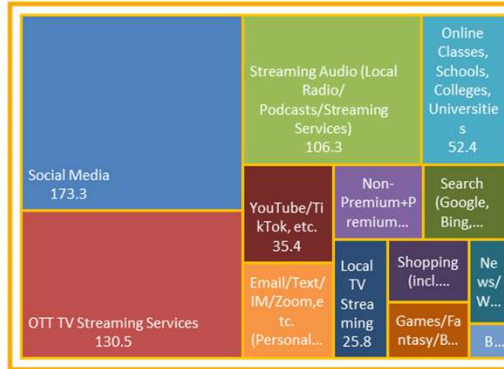 Social Media
173.3
OTT TV Streaming Services
130.5
Streaming Audio (Local
Radio/
Podcasts/Streaming
Services)
106.3
Online
Classes,
Schools,
Colleges,
Universitie
s
52.4
YouTube/Ti
kTok, etc.
35.4
Non-
Premium+P
remium...
Search
(Google,
Bing,...
Email/Text/
IM/Zoom,e
tc.
(Personal...
Local
TV
Strea
ming
25.8
Shopping
(incl....
Games/Fa
ntasy/B...
Ne
ws/
W...
B...